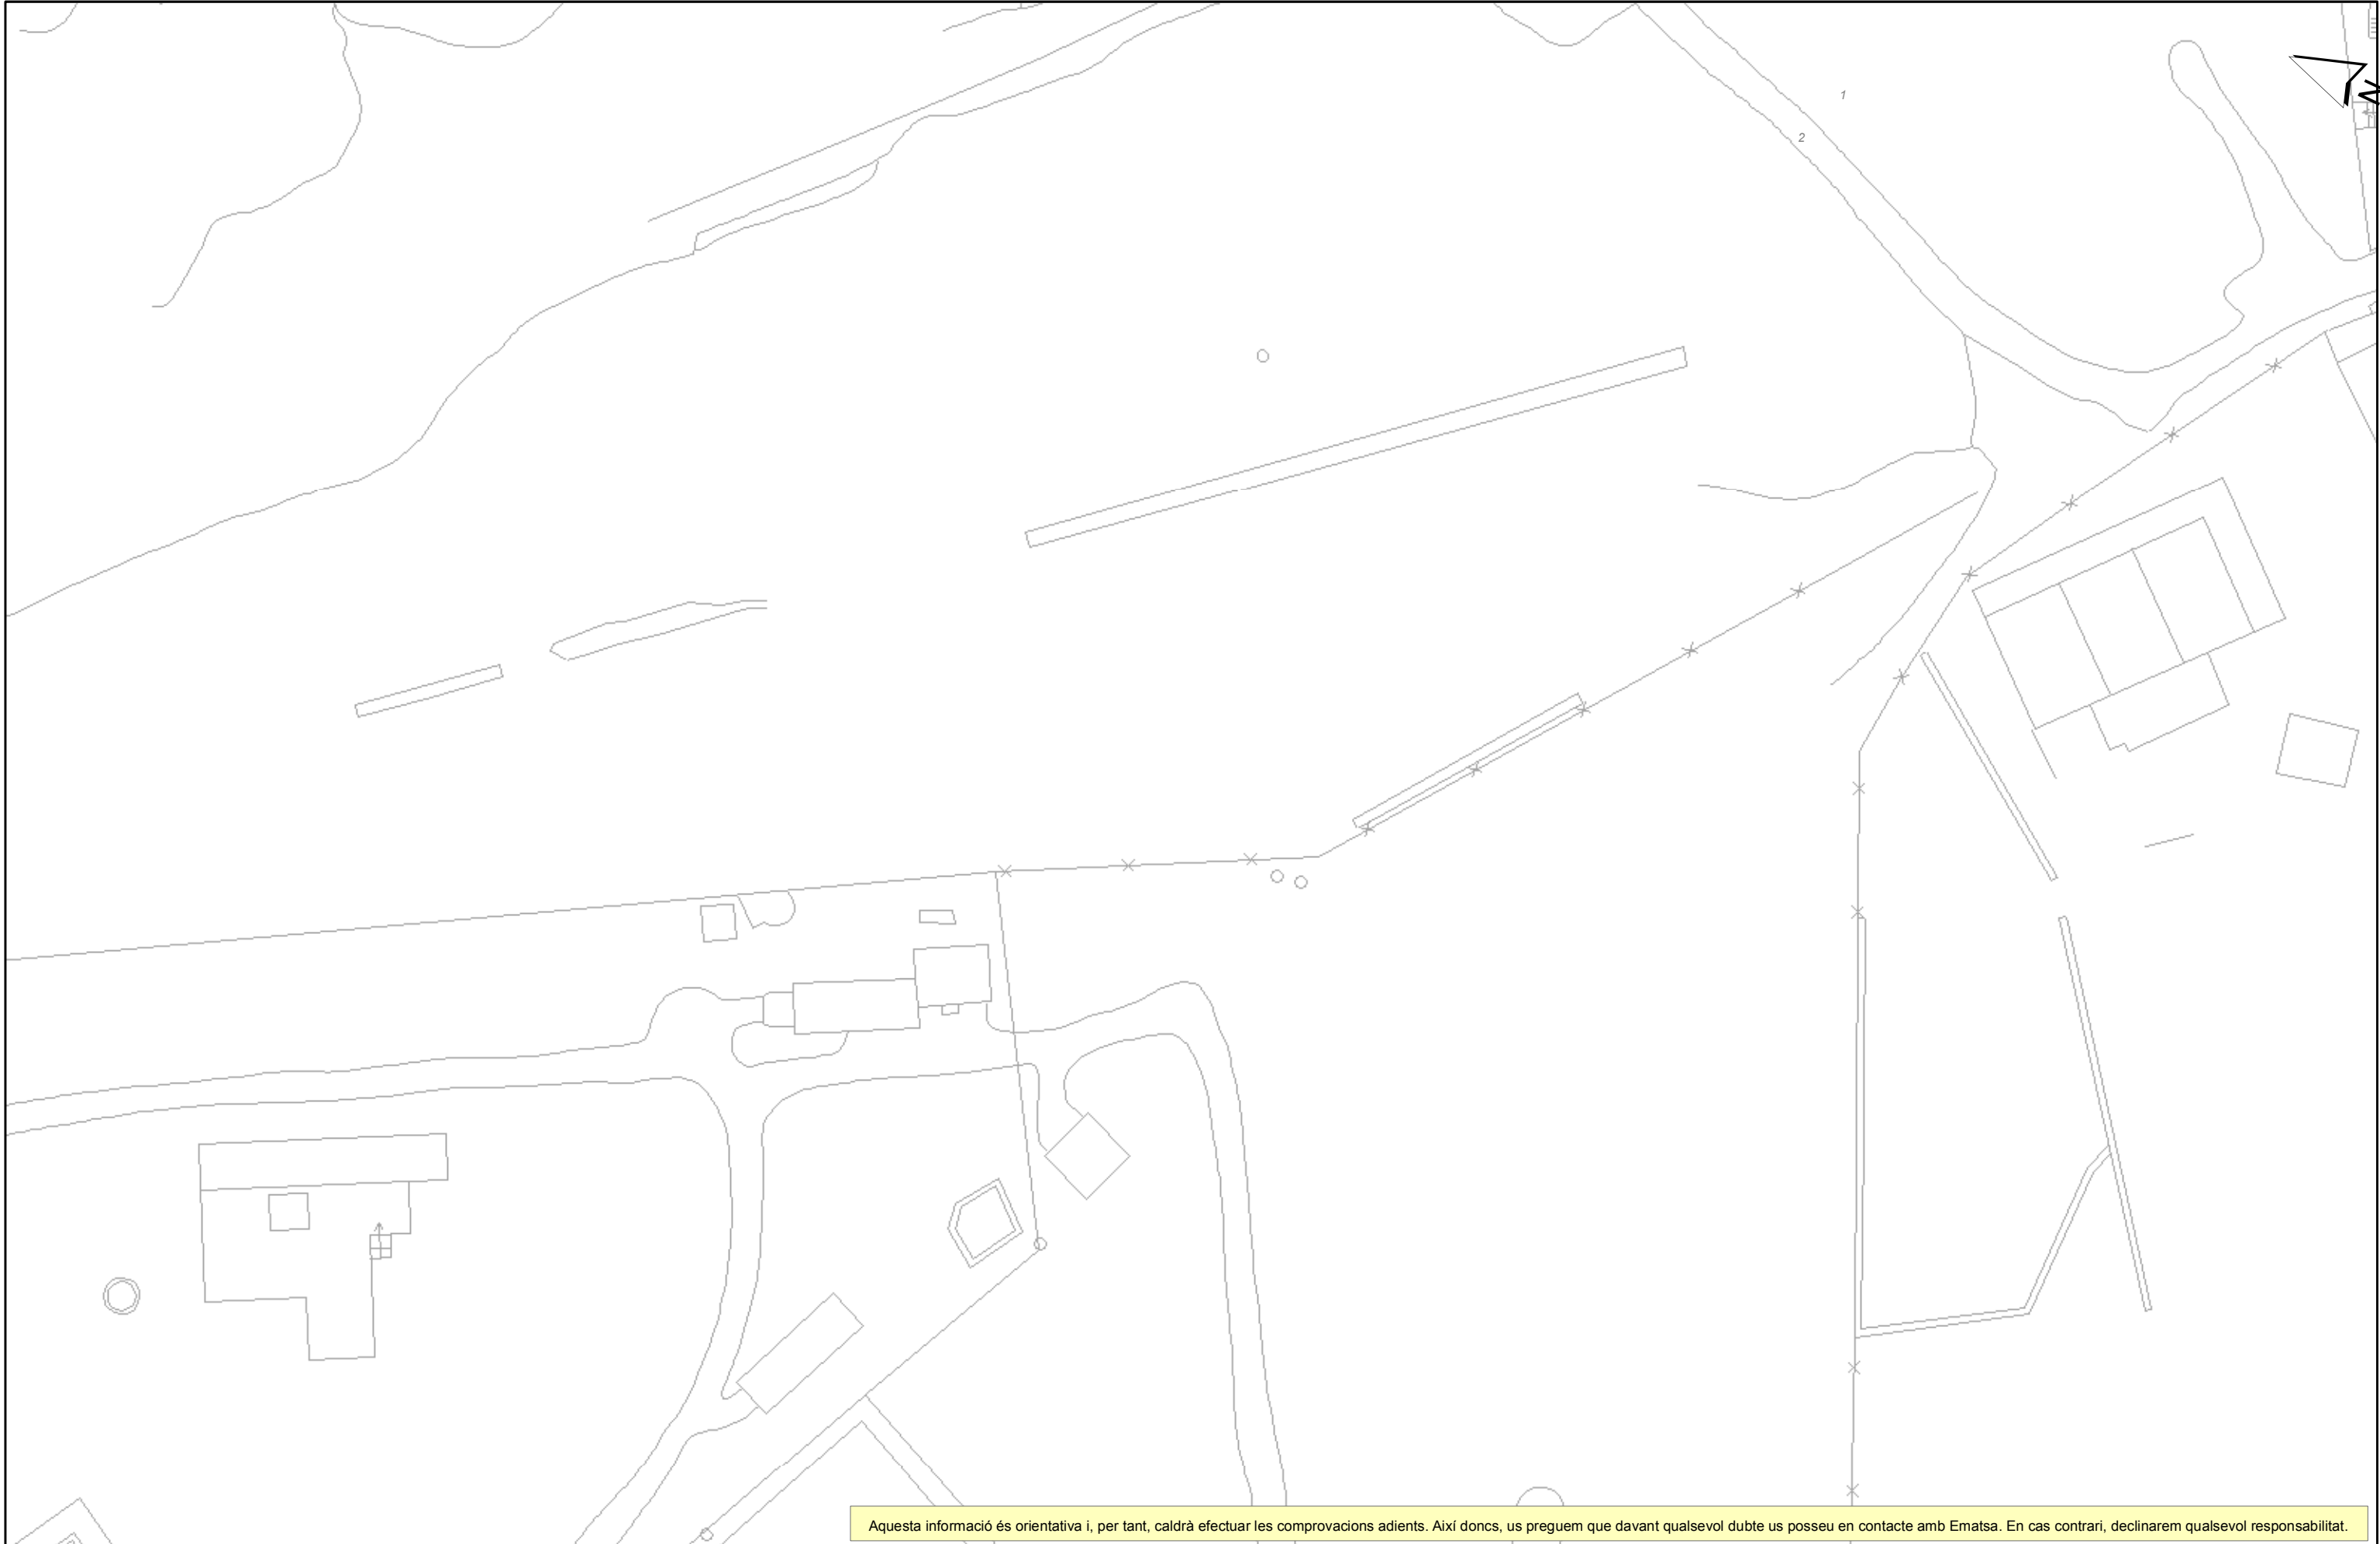 1
2
N
Aquesta informació és orientativa i, per tant, caldrà efectuar les comprovacions adients. Així doncs, us preguem que davant qualsevol dubte us posseu en contacte amb Ematsa. En cas contrari, declinarem qualsevol responsabilitat.